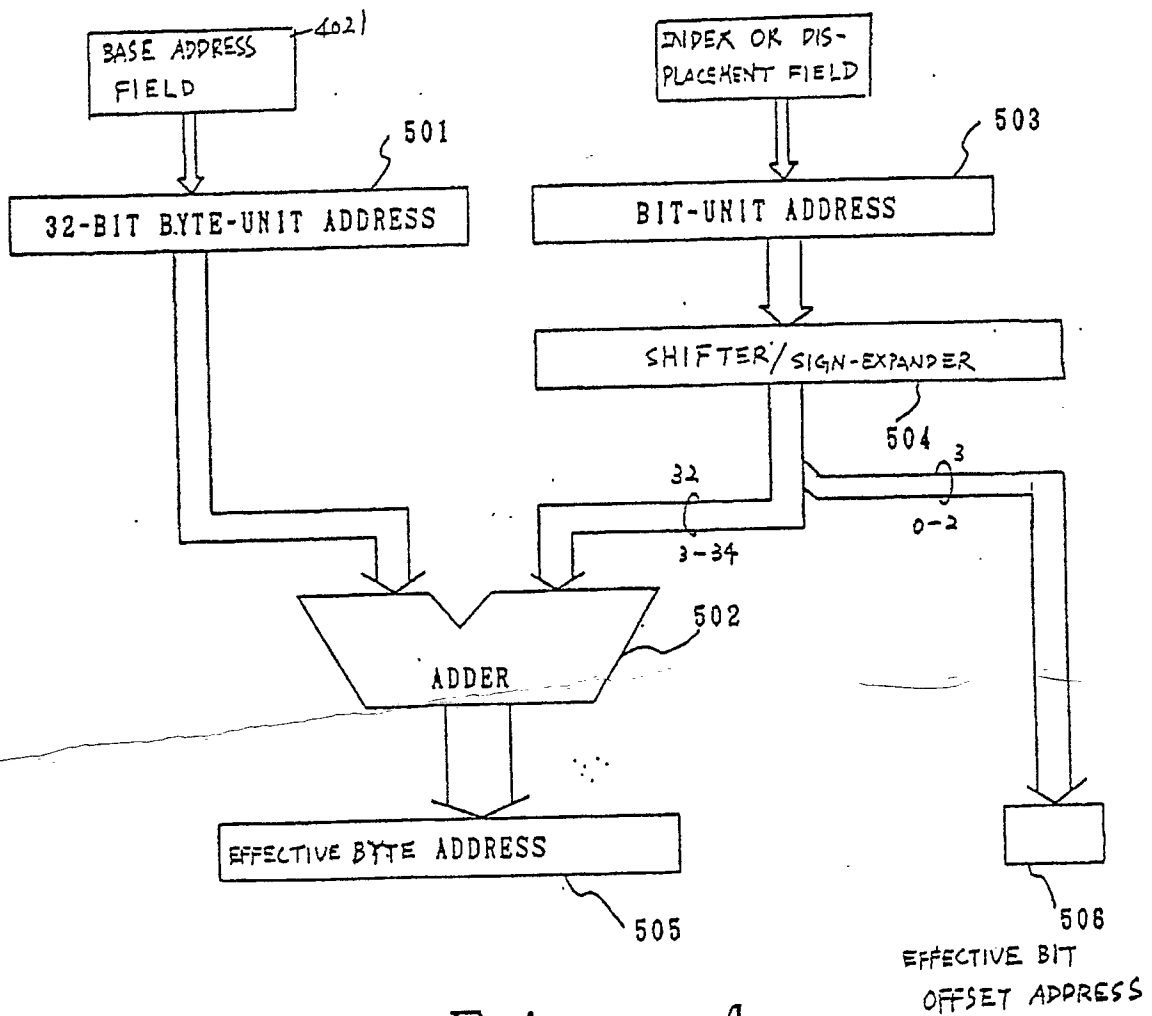 BASE ADDRESS
FIELD
4021
INDEX OR DIS-
PLACEMENT FIELD
501
503
32-BIT BYTE-UNIT ADDRESS
BIT-UNIT ADDRESS
SHIFTER/SIGN-EXPANDER
504
32
3-34
3
0-2
502
ADDER
EFFECTIVE BYTE ADDRESS
505
506
EFFECTIVE BIT
OFFSET ADDRESS